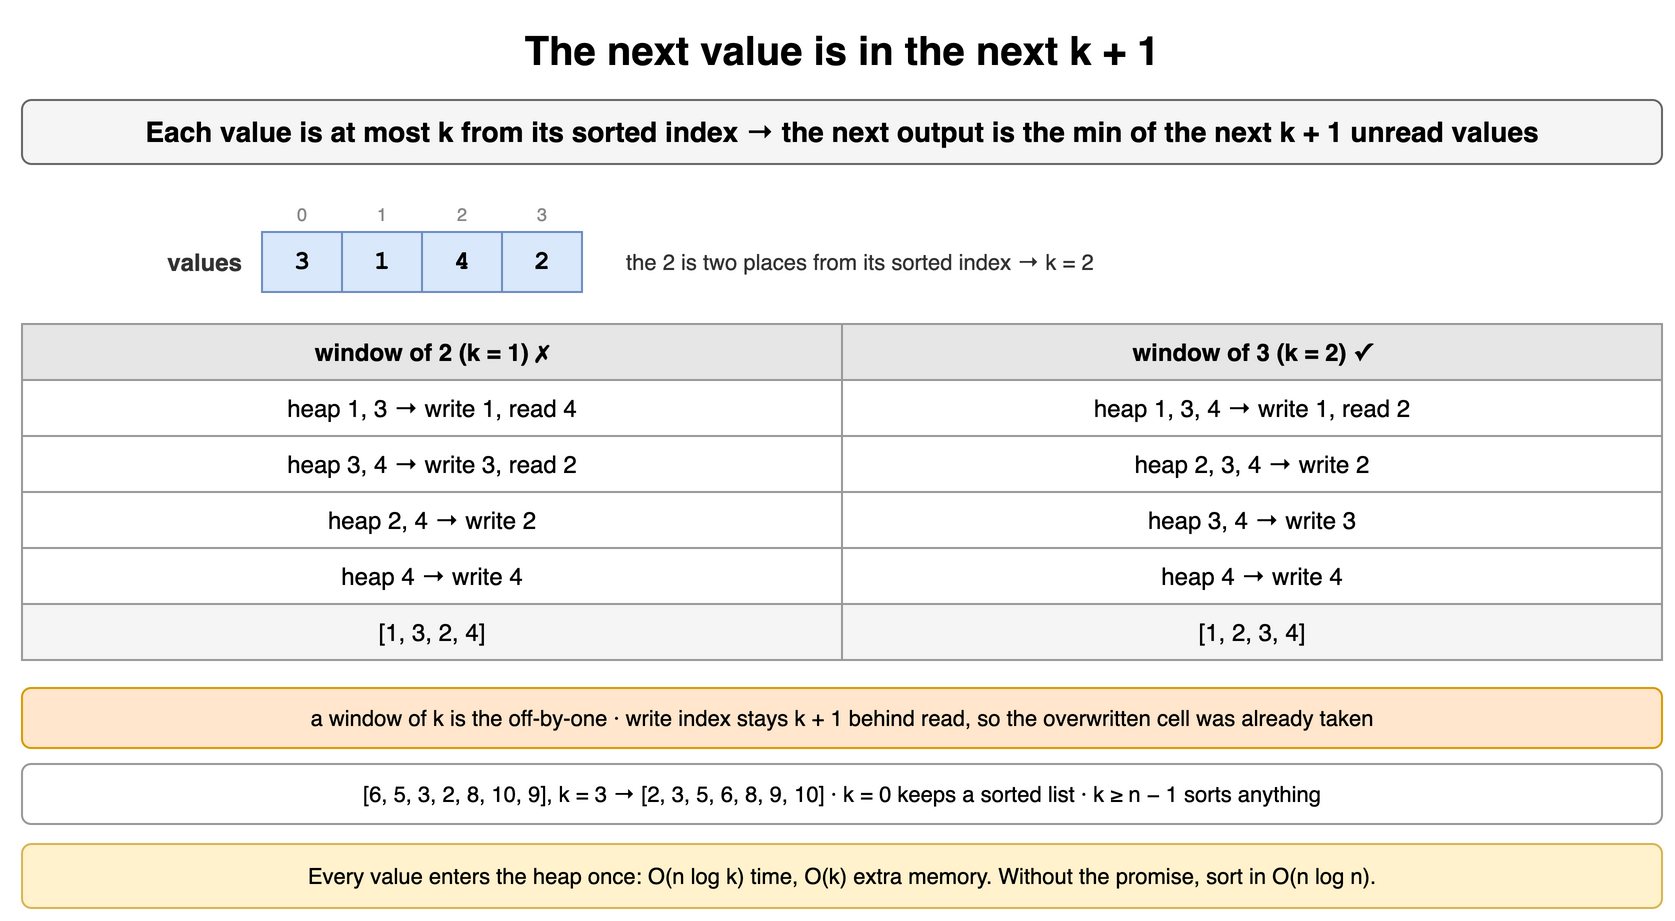 The next value is in the next k + 1
Each value is at most k from its sorted index → the next output is the min of the next k + 1 unread values
0 1 2 3
values 3 1 4 2 the 2 is two places from its sorted index → k = 2
window of 2 (k = 1) ✗ window of 3 (k = 2) ✓
heap 1, 3 → write 1, read 4 heap 1, 3, 4 → write 1, read 2
heap 3, 4 → write 3, read 2 heap 2, 3, 4 → write 2
heap 2, 4 → write 2 heap 3, 4 → write 3
heap 4 → write 4 heap 4 → write 4
[1, 3, 2, 4] [1, 2, 3, 4]
a window of k is the off-by-one · write index stays k + 1 behind read, so the overwritten cell was already taken
[6, 5, 3, 2, 8, 10, 9], k = 3 → [2, 3, 5, 6, 8, 9, 10] · k = 0 keeps a sorted list · k ≥ n − 1 sorts anything
Every value enters the heap once: O(n log k) time, O(k) extra memory. Without the promise, sort in O(n log n).